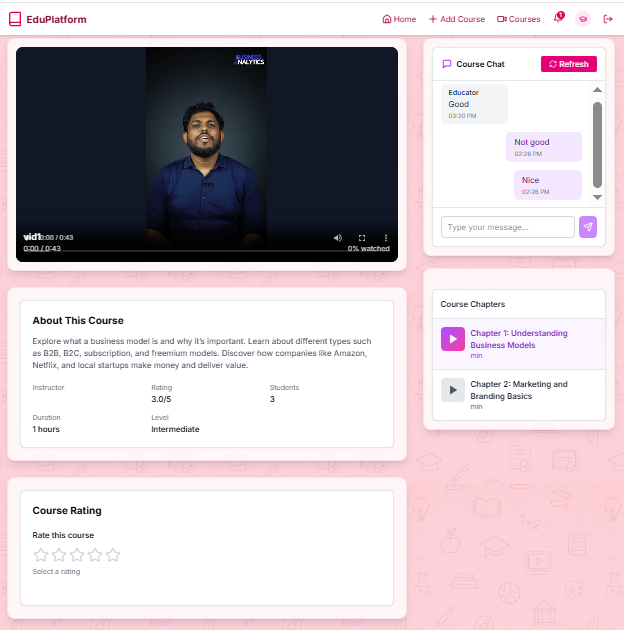 EduPlatform
Home
Add Course
Courses
1
BUSINESS
ANALYTICS
vid1
0:00 / 0:43
0:00 / 0:43
0% watched
Course Chat
Refresh
Educator
Good
03:20 PM
Not good
02:26 PM
Nice
02:26 PM
Type your message...
About This Course
Explore what a business model is and why it's important. Learn about different types such
as B2B, B2C, subscription, and freemium models. Discover how companies like Amazon,
Netflix, and local startups make money and deliver value.
Instructor
Rating
3.0/5
Students
3
Duration
1 hours
Level
Intermediate
Course Chapters
Chapter 1: Understanding
Business Models
min
Chapter 2: Marketing and
Branding Basics
min
Course Rating
Rate this course
Select a rating